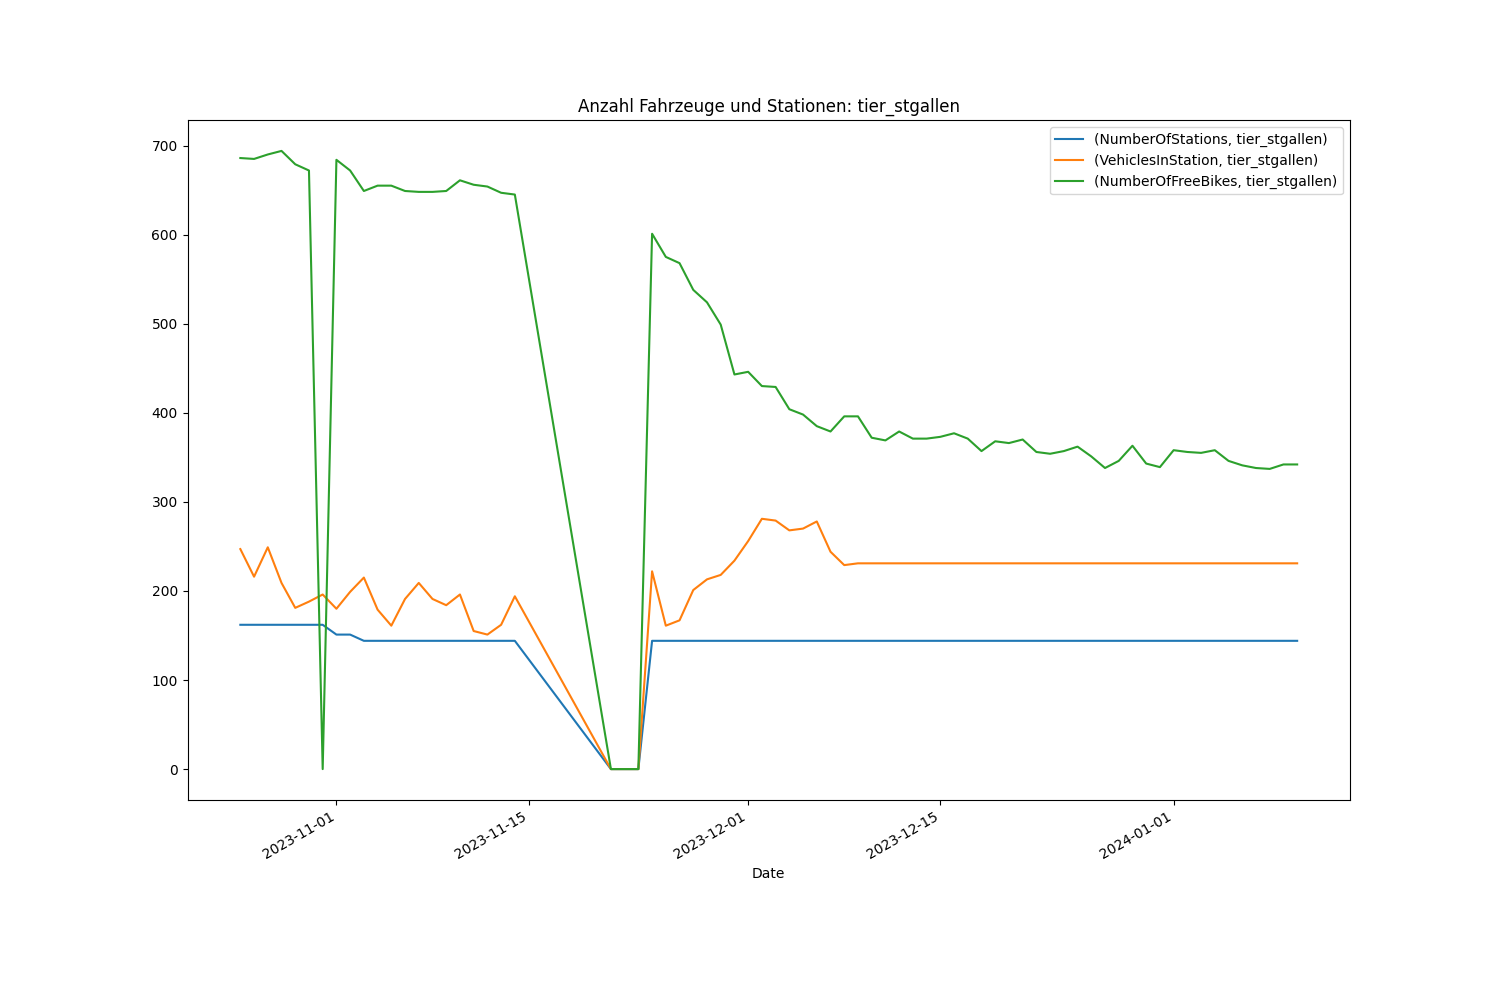 Anzahl Fahrzeuge und Stationen: tier_stgallen
(NumberOfStations, tier_stgallen)
(VehiclesInStation, tier_stgallen)
(NumberOfFreeBikes, tier_stgallen)
700
600
500
400
300
200
100
0
2023-11-01
2023-11-15
2023-12-01
2023-12-15
2024-01-01
Date